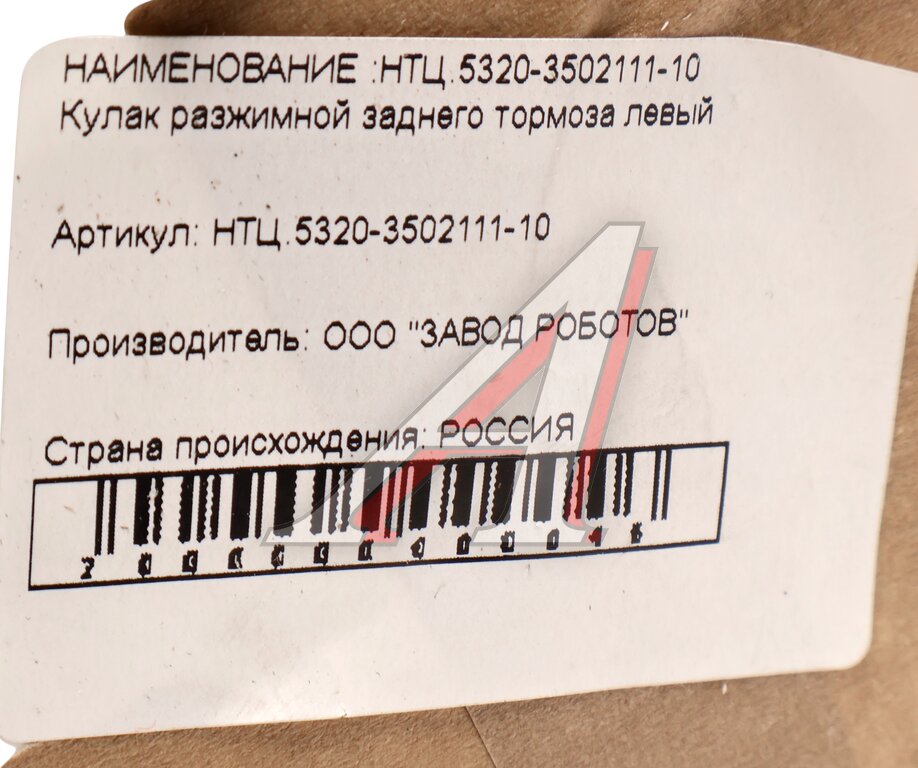 НАИМЕНОВАНИЕ :НТЦ.5320-3502111-10
Кулак разжимной заднего тормоза левый
Артикул: НТЦ.5320-3502111-10
Производитель: ООО "ЗАВОД РОБОТОВ"
Страна происхождения: РОССИЯ